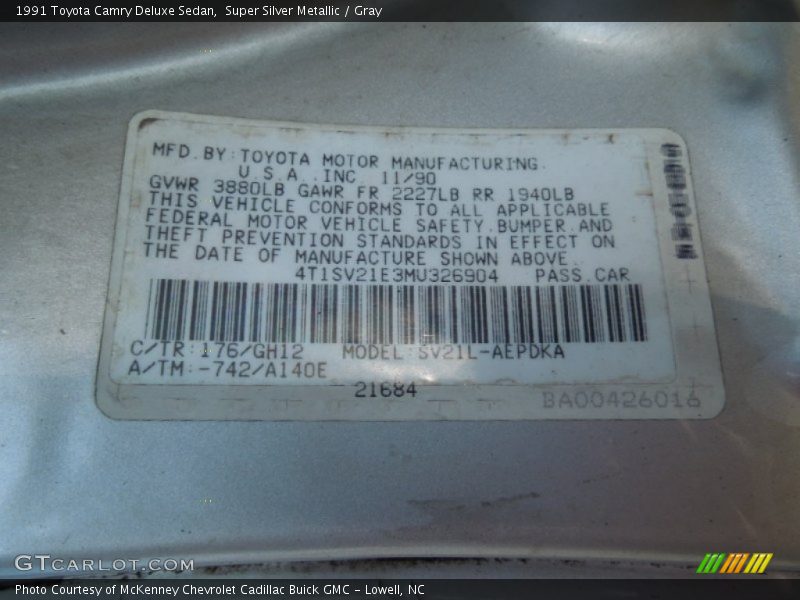 1991 Toyota Camry Deluxe Sedan, Super Silver Metallic / Gray
MFD. BY: TOYOTA MOTOR MANUFACTURING.
U.S.A. INC. 11/90
GVWR 3880LB GAWR FR 2227LB RR 1940LB
THIS VEHICLE CONFORMS TO ALL APPLICABLE
FEDERAL MOTOR VEHICLE SAFETY.BUMPER.AND
THEFT PREVENTION STANDARDS IN EFFECT ON
THE DATE OF MANUFACTURE SHOWN ABOVE.
4T1SV21E3MU326904 PASS.CAR
C/TR:176/GH12 MODEL:SV21L-AEPDKA
A/TM:-742/A140E
21684
BA00426016
GTCARLOT.COM
Photo Courtesy of McKenney Chevrolet Cadillac Buick GMC - Lowell, NC